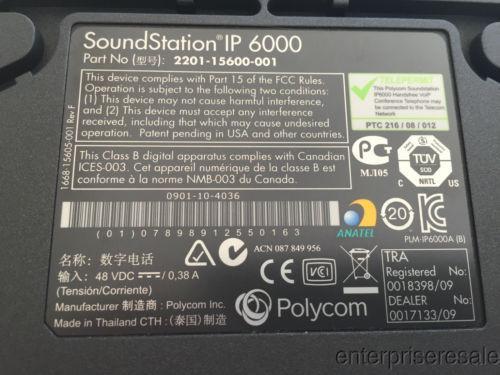 SoundStation® IP 6000
Part No (型号): 2201-15600-001
This device complies with Part 15 of the FCC Rules.
Operation is subject to the following two conditions:
(1) This device may not cause harmful interference,
and (2) This device must accept any interference
received, including interference that may cause
undesired operation.
Patent pending in USA and other countries.
This Class B digital apparatus complies with Canadian
ICES-003. Cet appareil numérique de la classe B est
conforme à la norme NMB-003 du Canada.
1668-15605-001 Rev.F
TELEPERMIT
This Polycom Soundstation
IP6000 Handsfree VoIP
Conference Telephone may
be connected to the Telecom
Network
PTC 216 / 08 / 012
МЛ05
TÜV
SÜD
C NRTL US
0901-10-4036
(01)07898912550163
ANATEL
20
PLM-IP6000A (B)
名称: 数字电话
输入: 48 VDC 0,38 A
(Tensión/Corriente)
ACN 087 849 956
VCI
TRA
Registered No:
0018398/09
DEALER No:
0017133/09
Manufacturer 制造商: Polycom Inc.
Made in Thailand CTH: (泰国) 制造
Polycom
enterpriseresale